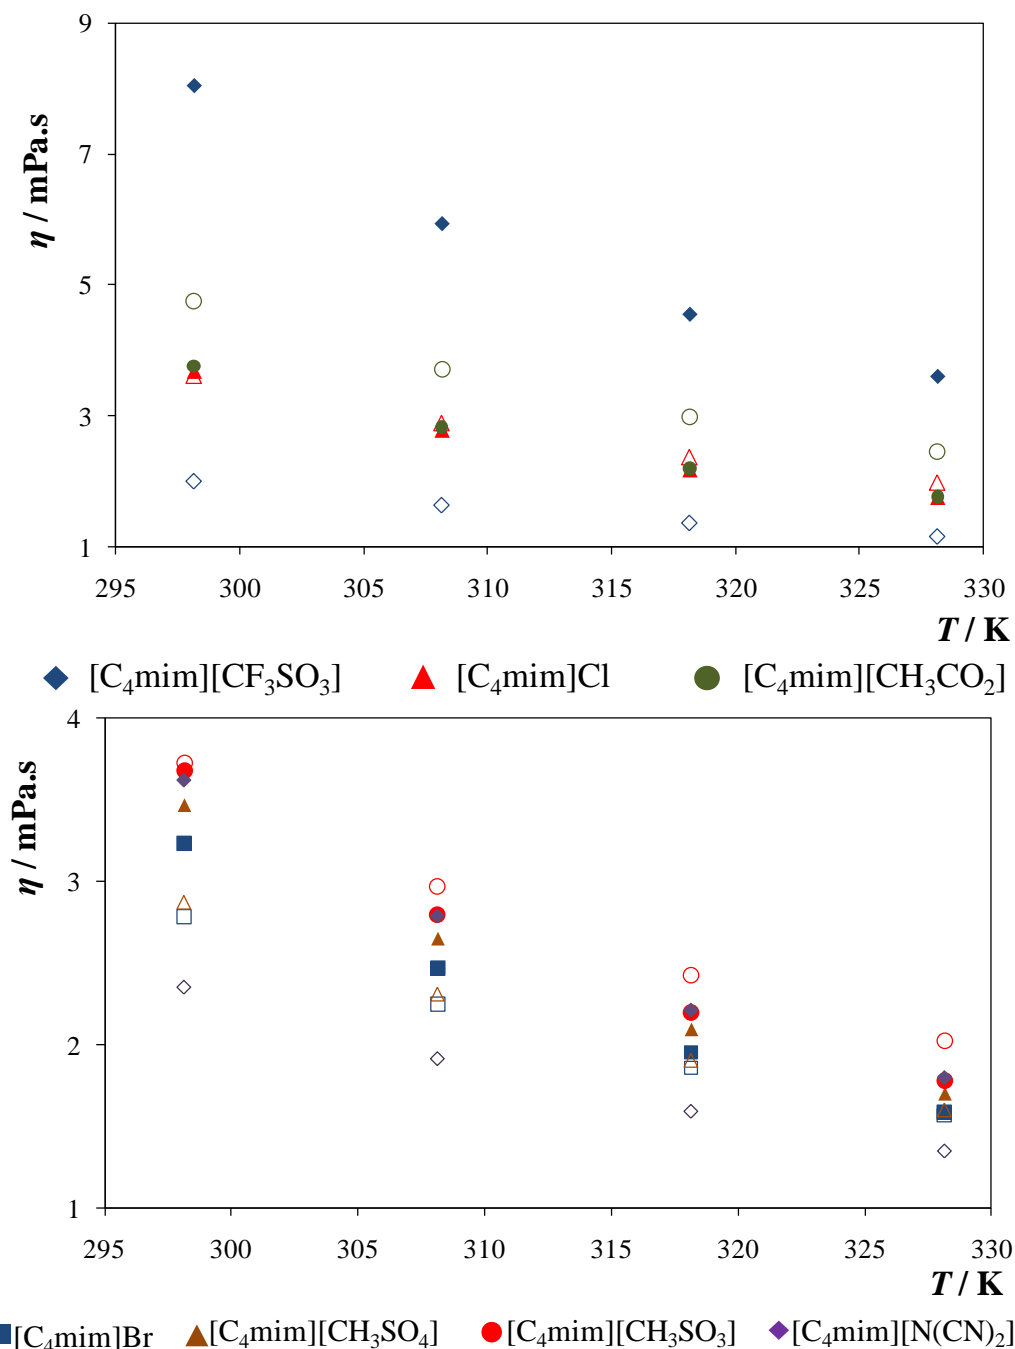 9
η / mPa.s
7
5
3
1
295 300 305 310 315 320 325 330
T / K
[C₄mim][CF₃SO₃] [C₄mim]Cl [C₄mim][CH₃CO₂]
4
η / mPa.s
3
2
1
295 300 305 310 315 320 325 330
T / K
[C₄mim]Br [C₄mim][CH₃SO₄] [C₄mim][CH₃SO₃] [C₄mim][N(CN)₂]